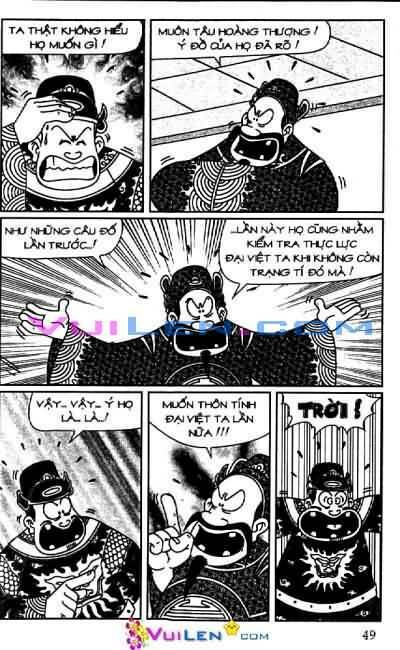 TA THẬT KHÔNG HIỂU
HỌ MUỐN GÌ!
MUÔN TÂU HOÀNG THƯỢNG!
Ý ĐỒ CỦA HỌ ĐÃ RÕ!
NHƯ NHỮNG CÂU ĐỐ
LẦN TRƯỚC...!
...LẦN NÀY HỌ CŨNG NHẰM
KIỂM TRA THỰC LỰC
ĐẠI VIỆT TA KHI KHÔNG CÒN
TRẠNG TÍ ĐÓ MÀ!
VUILEN.COM
VẬY... VẬY... Ý HỌ
LÀ... LÀ...!
MUỐN THÔN TÍNH
ĐẠI VIỆT TA LẦN
NỮA!!!
TRỜI!
49
VUILEN.COM